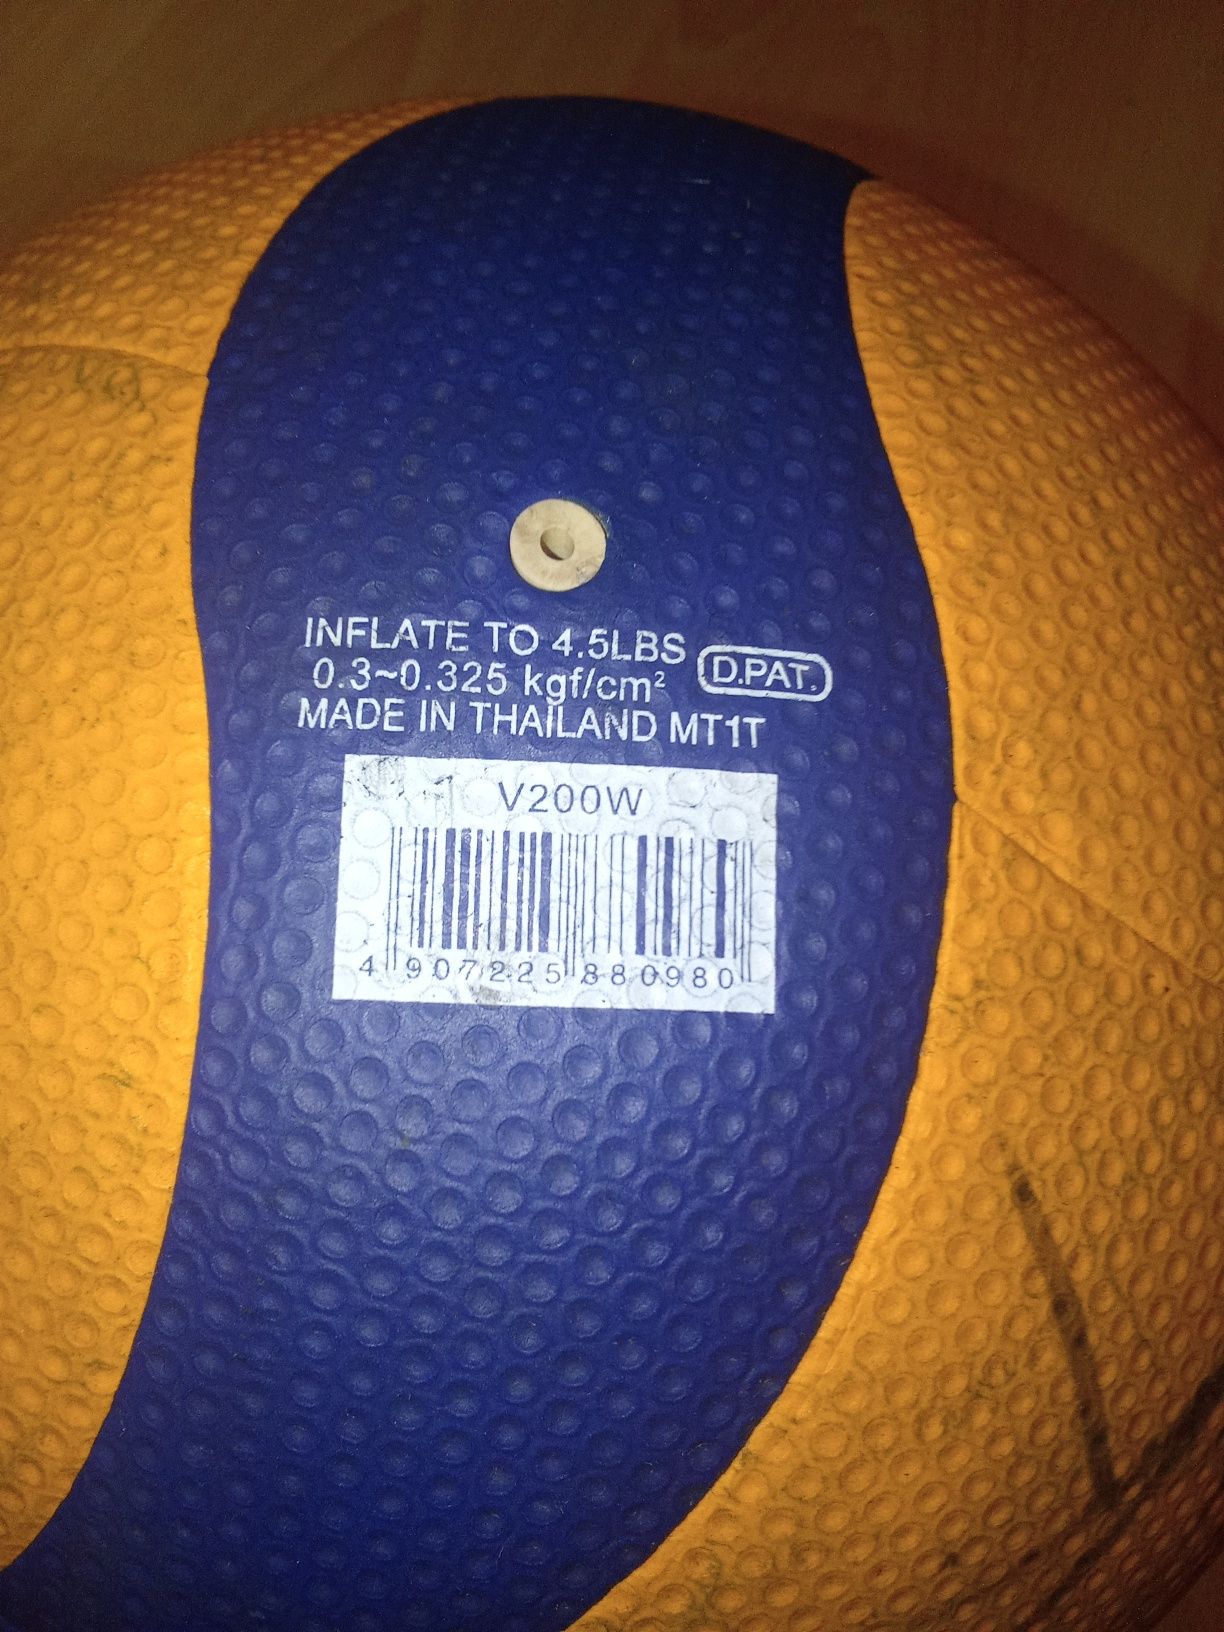 INFLATE TO 4.5LBS
0.3~0.325 kgf/cm²
D.PAT.
MADE IN THAILAND MT1T
V200W
4 907225 880980